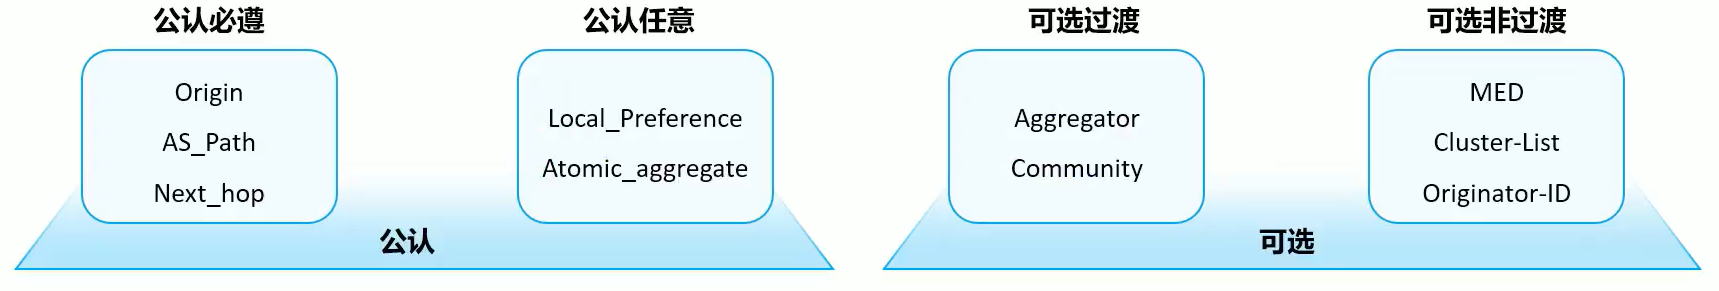 公认必遵
Origin
AS_Path
Next_hop
公认任意
Local_Preference
Atomic_aggregate
公认
可选过渡
Aggregator
Community
可选非过渡
MED
Cluster-List
Originator-ID
可选